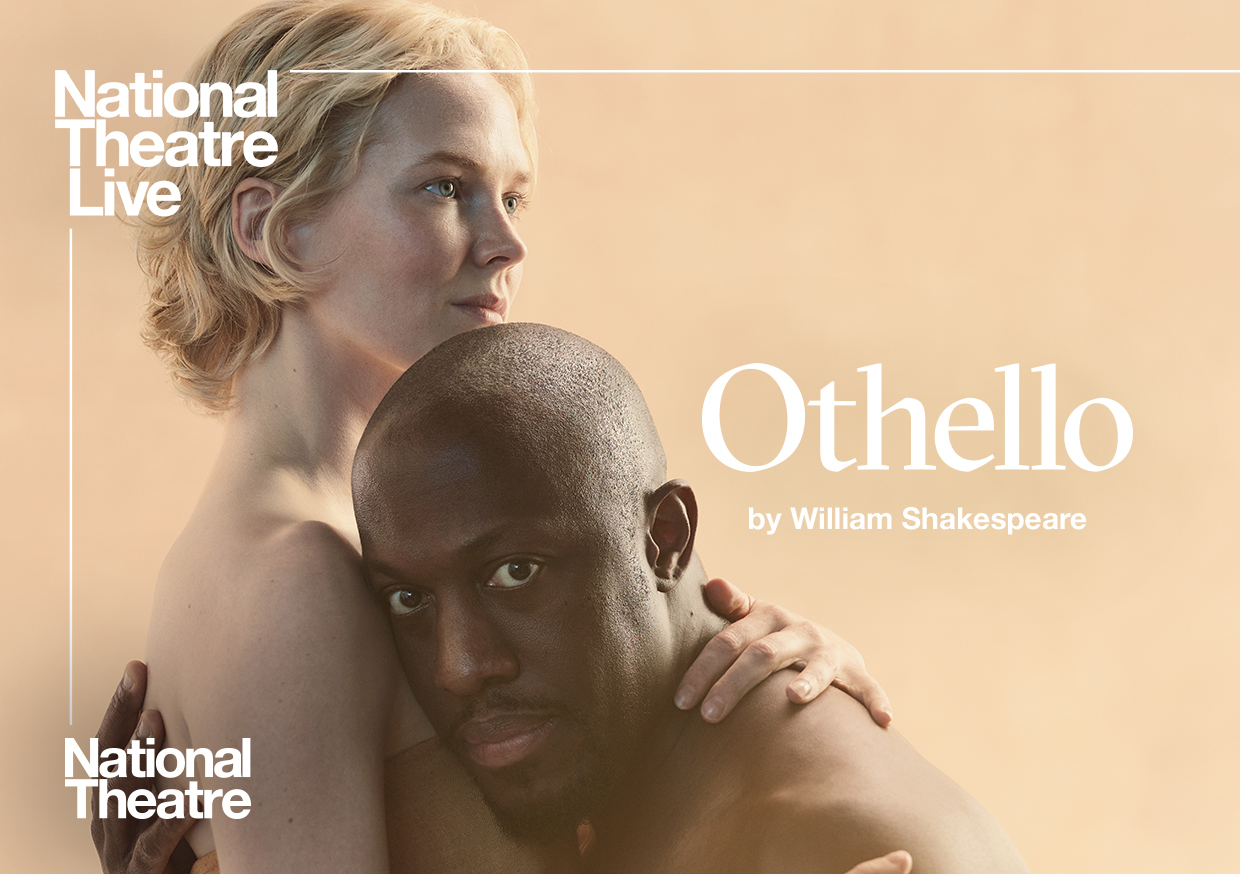 National
Theatre
Live
Othello
by William Shakespeare
National
Theatre